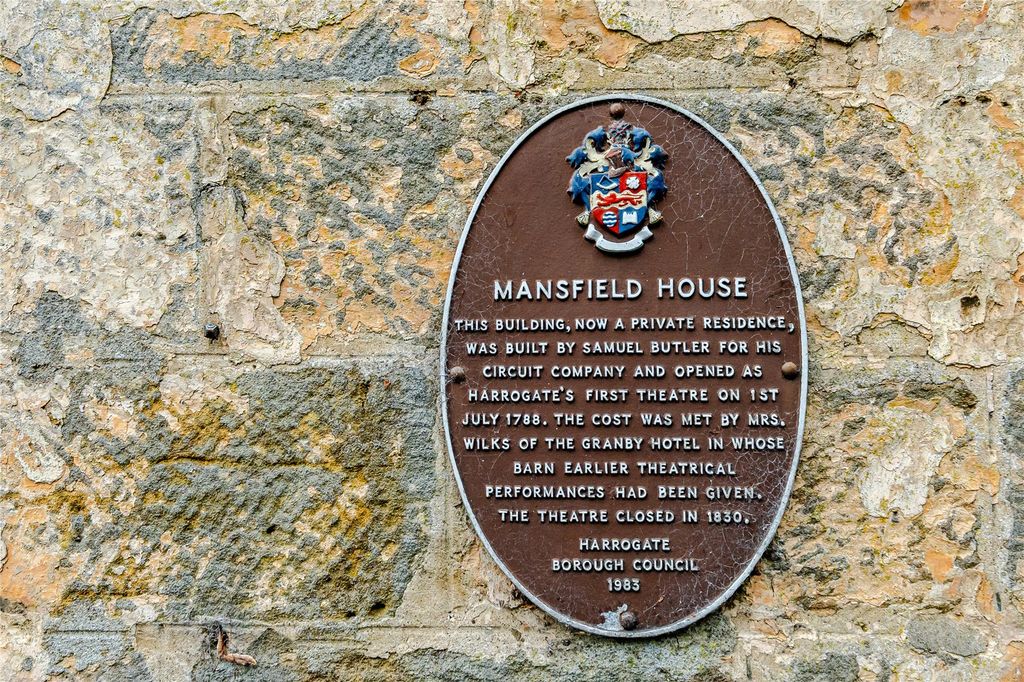 MANSFIELD HOUSE
THIS BUILDING, NOW A PRIVATE RESIDENCE,
WAS BUILT BY SAMUEL BUTLER FOR HIS
CIRCUIT COMPANY AND OPENED AS
HARROGATE'S FIRST THEATRE ON 1ST
JULY 1788. THE COST WAS MET BY MRS.
WILKS OF THE GRANBY HOTEL IN WHOSE
BARN EARLIER THEATRICAL
PERFORMANCES HAD BEEN GIVEN.
THE THEATRE CLOSED IN 1830.
HARROGATE
BOROUGH COUNCIL
1983